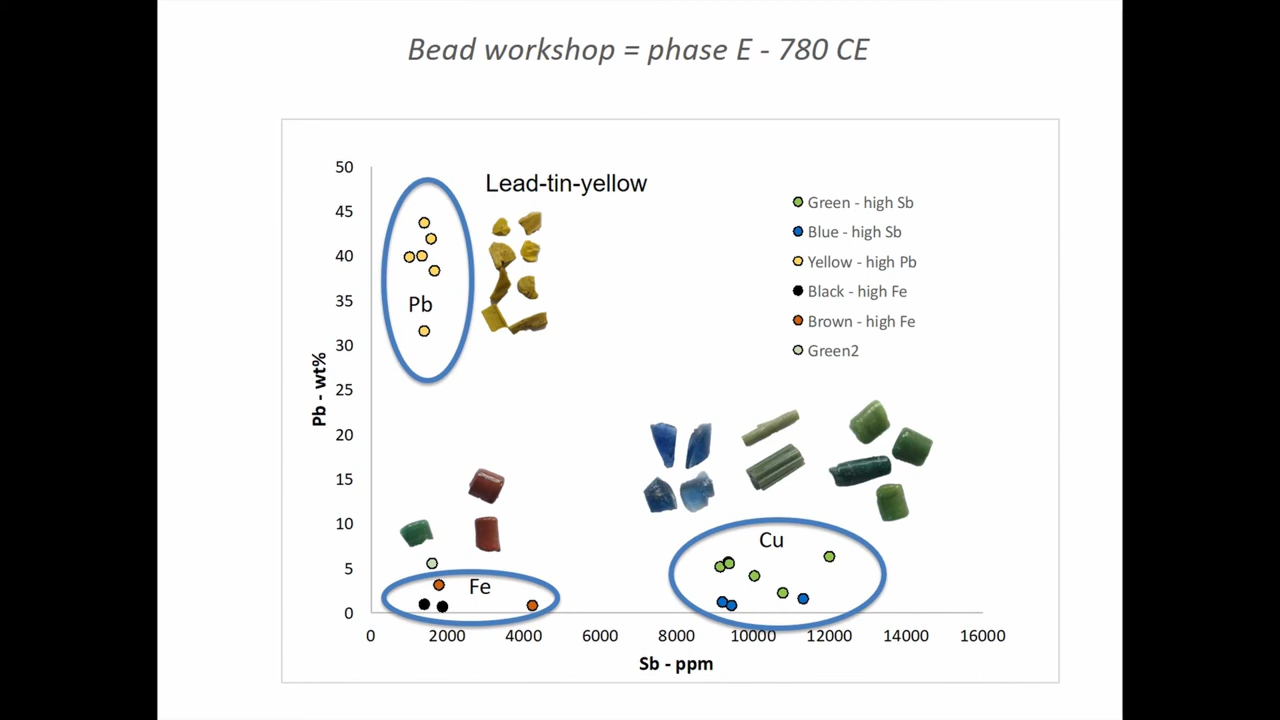 Bead workshop = phase E - 780 CE
Lead-tin-yellow
50
45
40
35
30
25
20
15
10
5
0
Pb - wt%
Pb
Fe
Cu
Green - high Sb
Blue - high Sb
Yellow - high Pb
Black - high Fe
Brown - high Fe
Green2
0 2000 4000 6000 8000 10000 12000 14000 16000
Sb - ppm